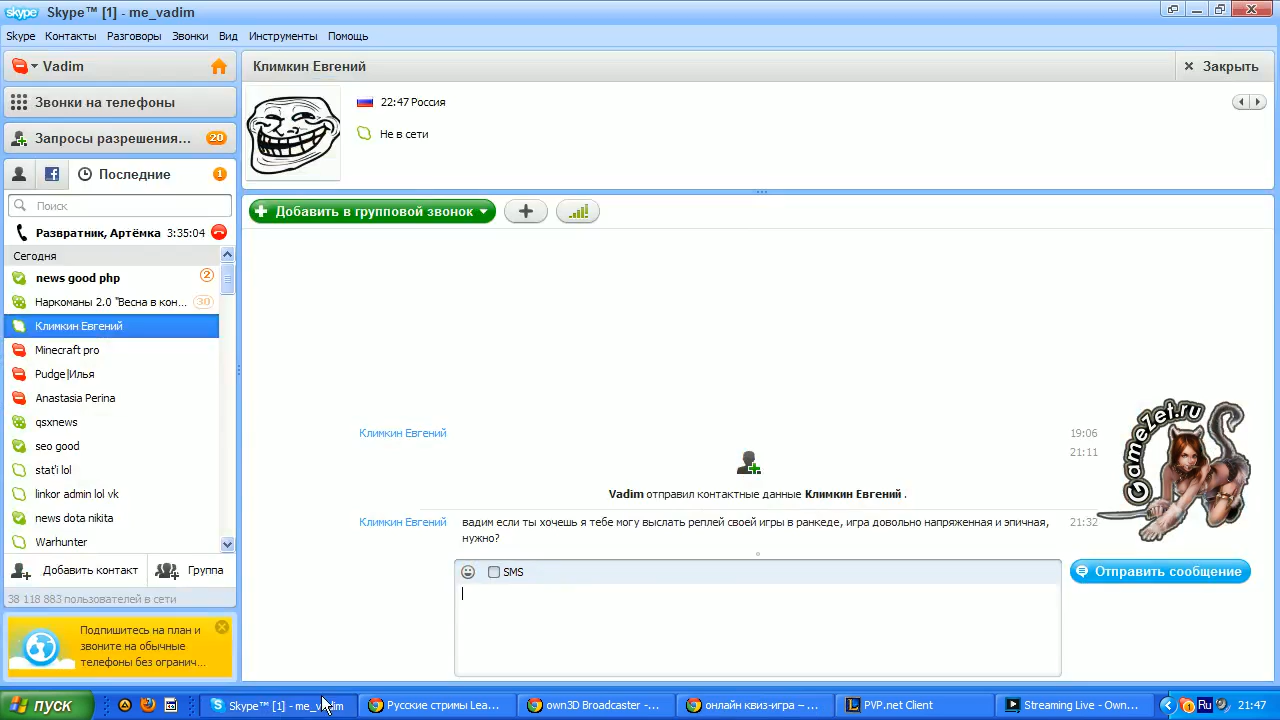 skype Skype™ [1] - me_vadim
Skype Контакты Разговоры Звонки Вид Инструменты Помощь
Vadim
Звонки на телефоны
Запросы разрешения... 20
Последние 1
Поиск
Развратник, Артёмка 3:35:04
Сегодня
news good php 2
Наркоманы 2.0 "Весна в кон... 30
Климкин Евгений
Minecraft pro
Pudge|Илья
Anastasia Perina
qsxnews
seo good
stat'i lol
linkor admin lol vk
news dota nikita
Warhunter
Добавить контакт Группа
38 118 883 пользователей в сети
Подпишитесь на план и
звоните на обычные
телефоны без огранич...
Климкин Евгений
Закрыть
22:47 Россия
Не в сети
Добавить в групповой звонок
Климкин Евгений 19:06
21:11
Vadim отправил контактные данные Климкин Евгений .
Климкин Евгений вадим если ты хочешь я тебе могу выслать реплей своей игры в ранкеде, игра довольно напряженная и эпичная, 21:32
нужно?
GameZet.ru
SMS
Отправить сообщение
пуск Skype™ [1] - me_vadim Русские стримы Lea... own3D Broadcaster -... онлайн квиз-игра ~ ... PVP.net Client Streaming Live - Own... Ru 21:47